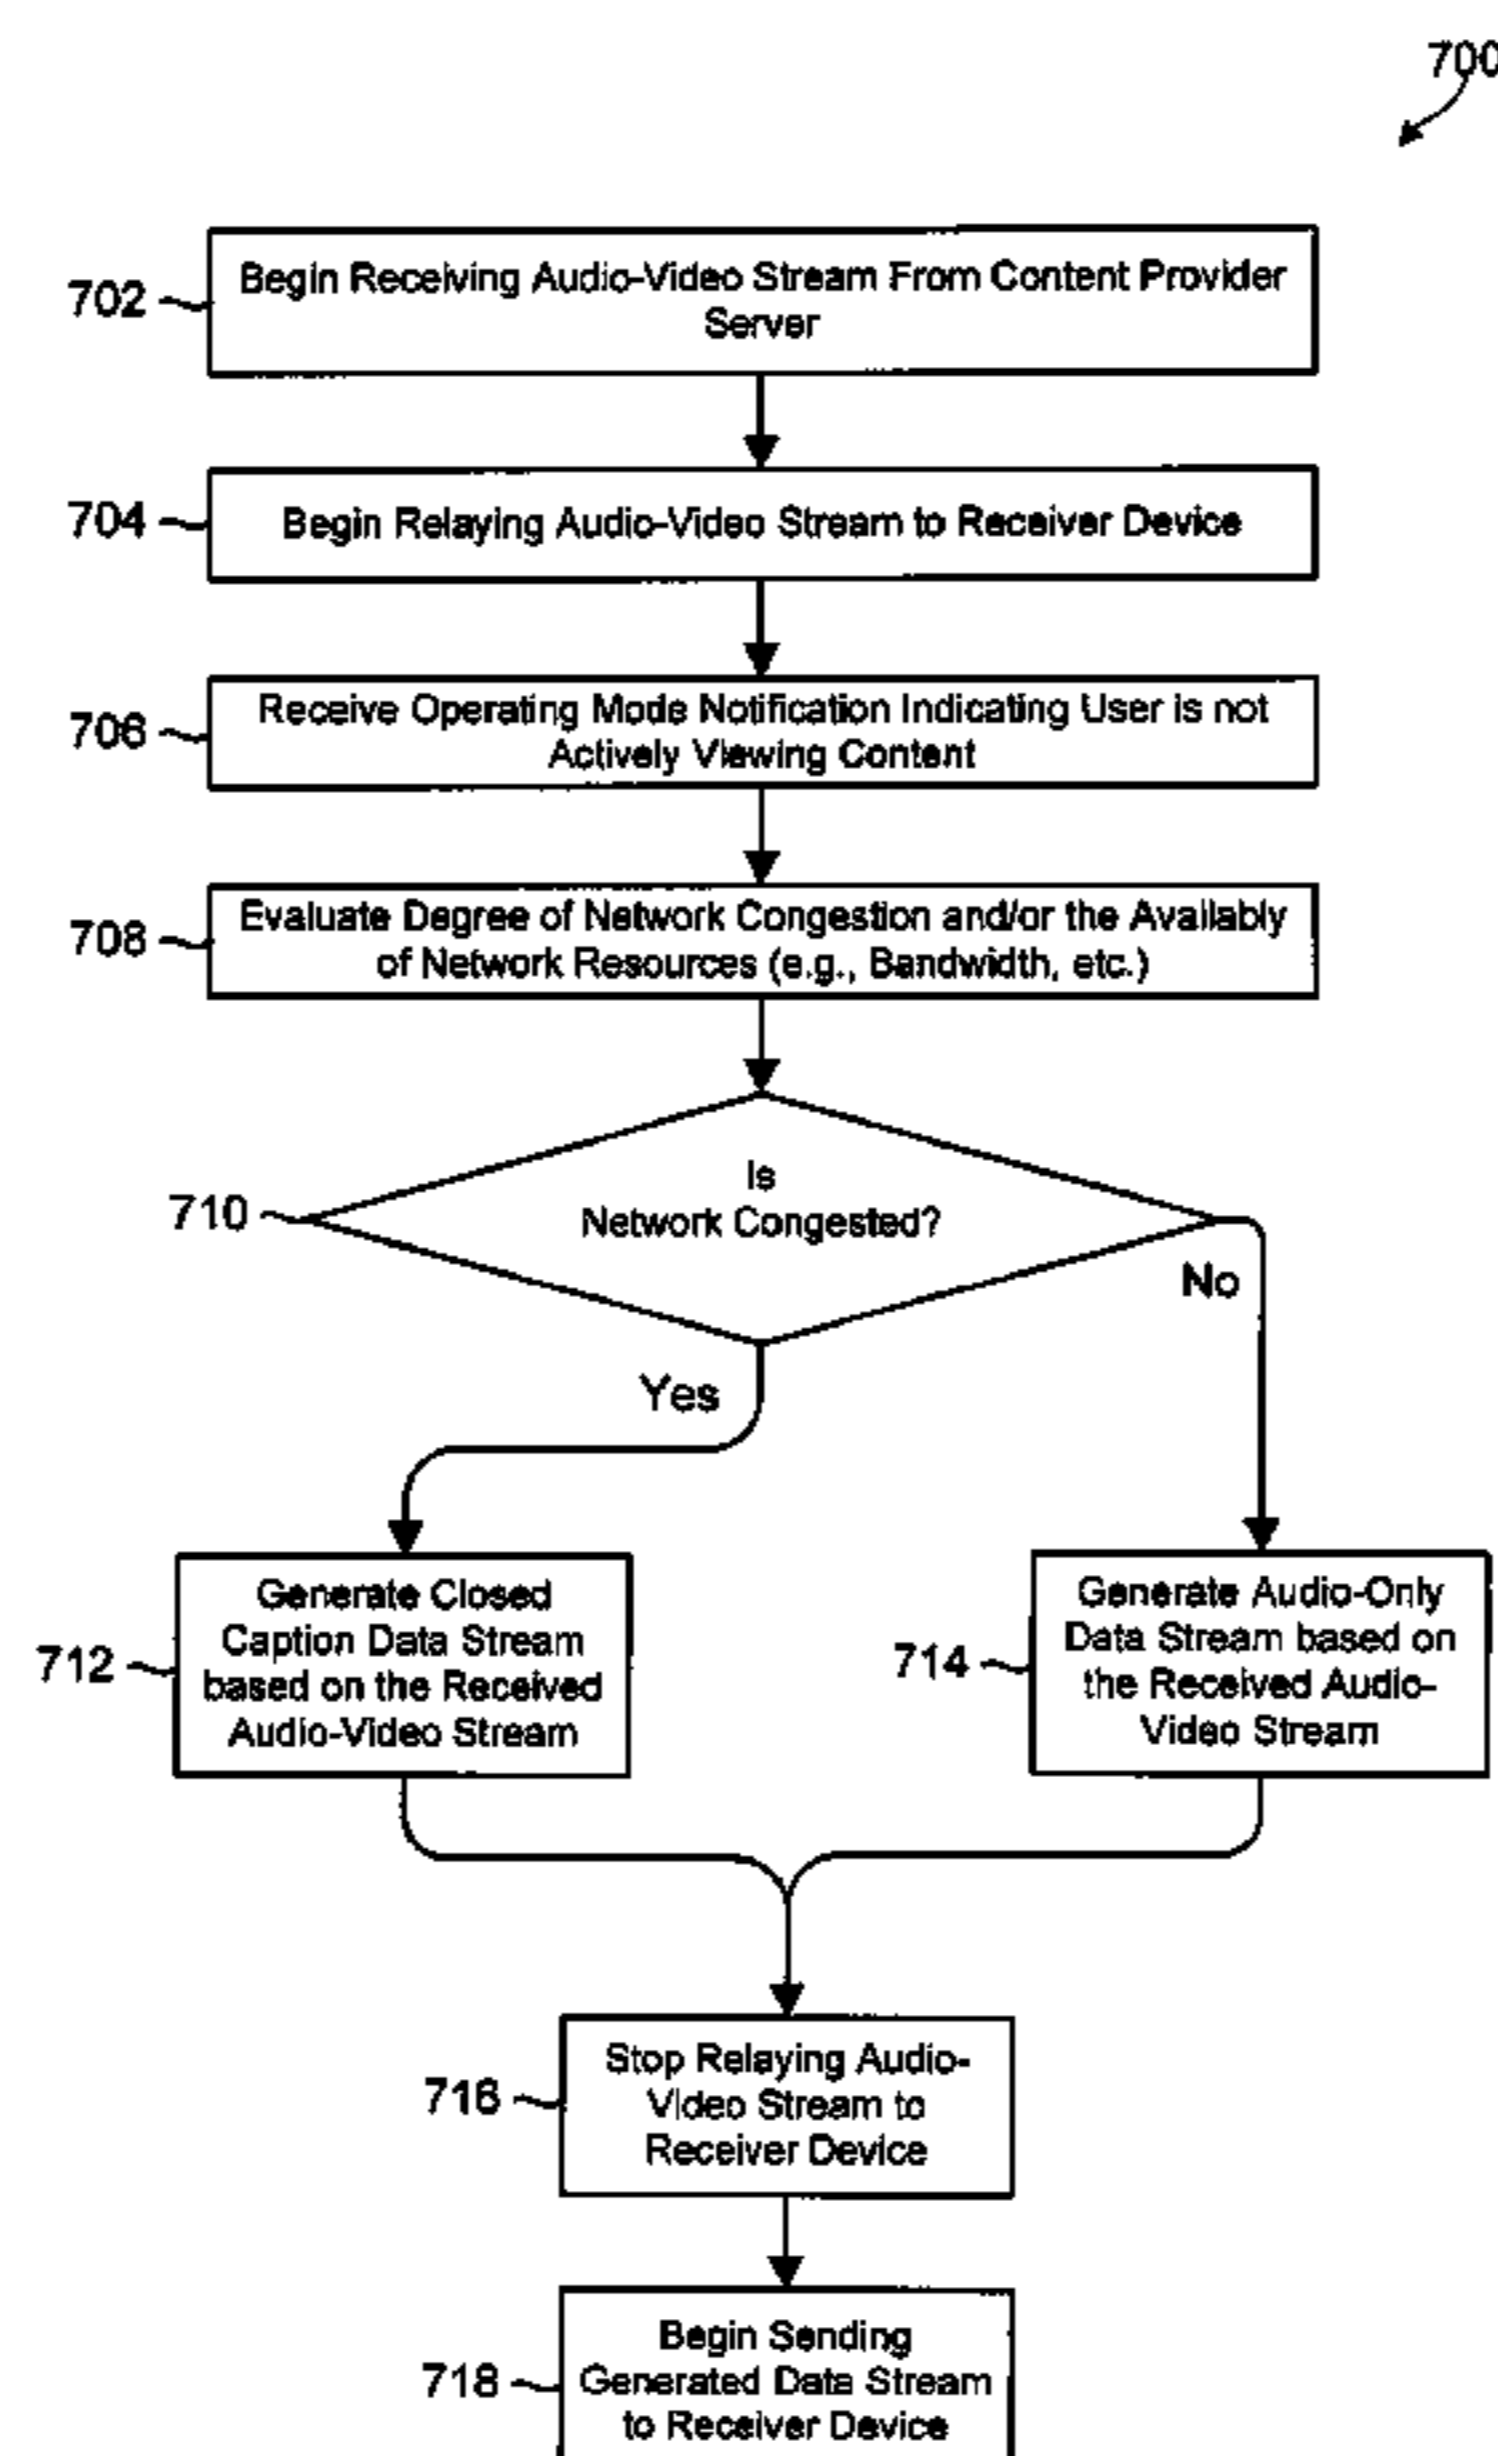 700
702
Begin Receiving Audio-Video Stream From Content Provider
Server
704
Begin Relaying Audio-Video Stream to Receiver Device
706
Receive Operating Mode Notification Indicating User is not
Actively Viewing Content
708
Evaluate Degree of Network Congestion and/or the Availably
of Network Resources (e.g., Bandwidth, etc.)
710
Is
Network Congested?
No
Yes
712
Generate Closed
Caption Data Stream
based on the Received
Audio-Video Stream
714
Generate Audio-Only
Data Stream based on
the Received Audio-
Video Stream
716
Stop Relaying Audio-
Video Stream to
Receiver Device
718
Begin Sending
Generated Data Stream
to Receiver Device